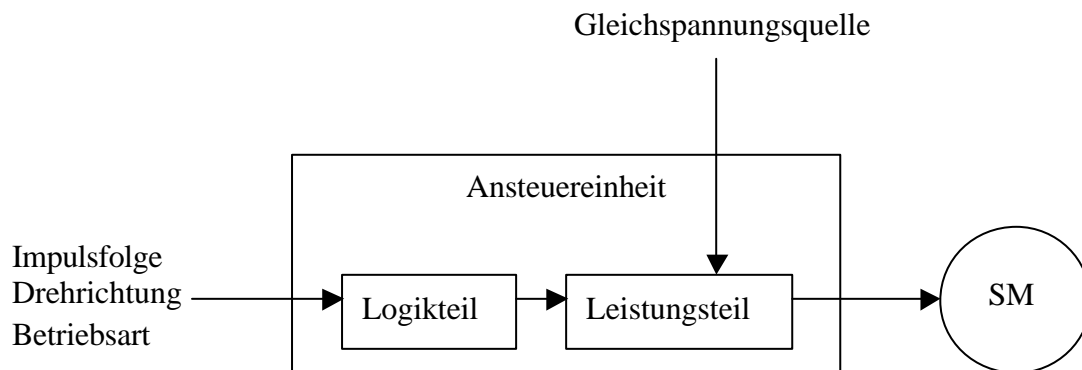 Gleichspannungsquelle
Ansteuereinheit
Impulsfolge
Drehrichtung
Betriebsart
Logikteil
Leistungsteil
SM